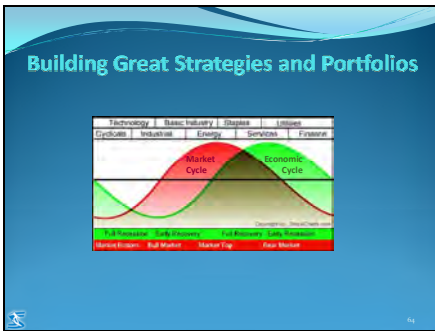 Building Great Strategies and Portfolios
Technology Basic Industry Staples Utilities
Cyclicals Industrial Energy Services Finance
Market Economic
Cycle Cycle
Full Recession Early Recovery Full Recovery Early Recession
Market Bottom Bull Market Market Top Bear Market
64